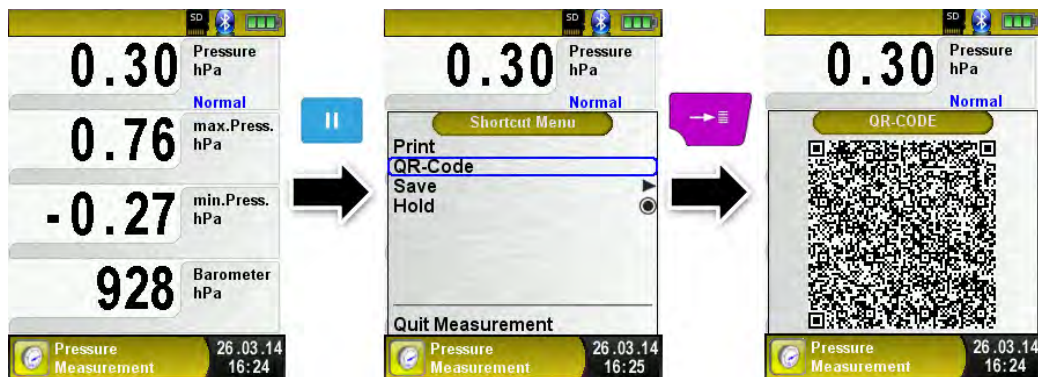 SD
0.30
Pressure
hPa
Normal
0.76
max.Press.
hPa
-0.27
min.Press.
hPa
928
Barometer
hPa
Pressure
Measurement
26.03.14
16:24
SD
0.30
Pressure
hPa
Normal
Shortcut Menu
Print
QR-Code
Save
Hold
Quit Measurement
Pressure
Measurement
26.03.14
16:25
SD
0.30
Pressure
hPa
Normal
QR-CODE
Pressure
Measurement
26.03.14
16:24